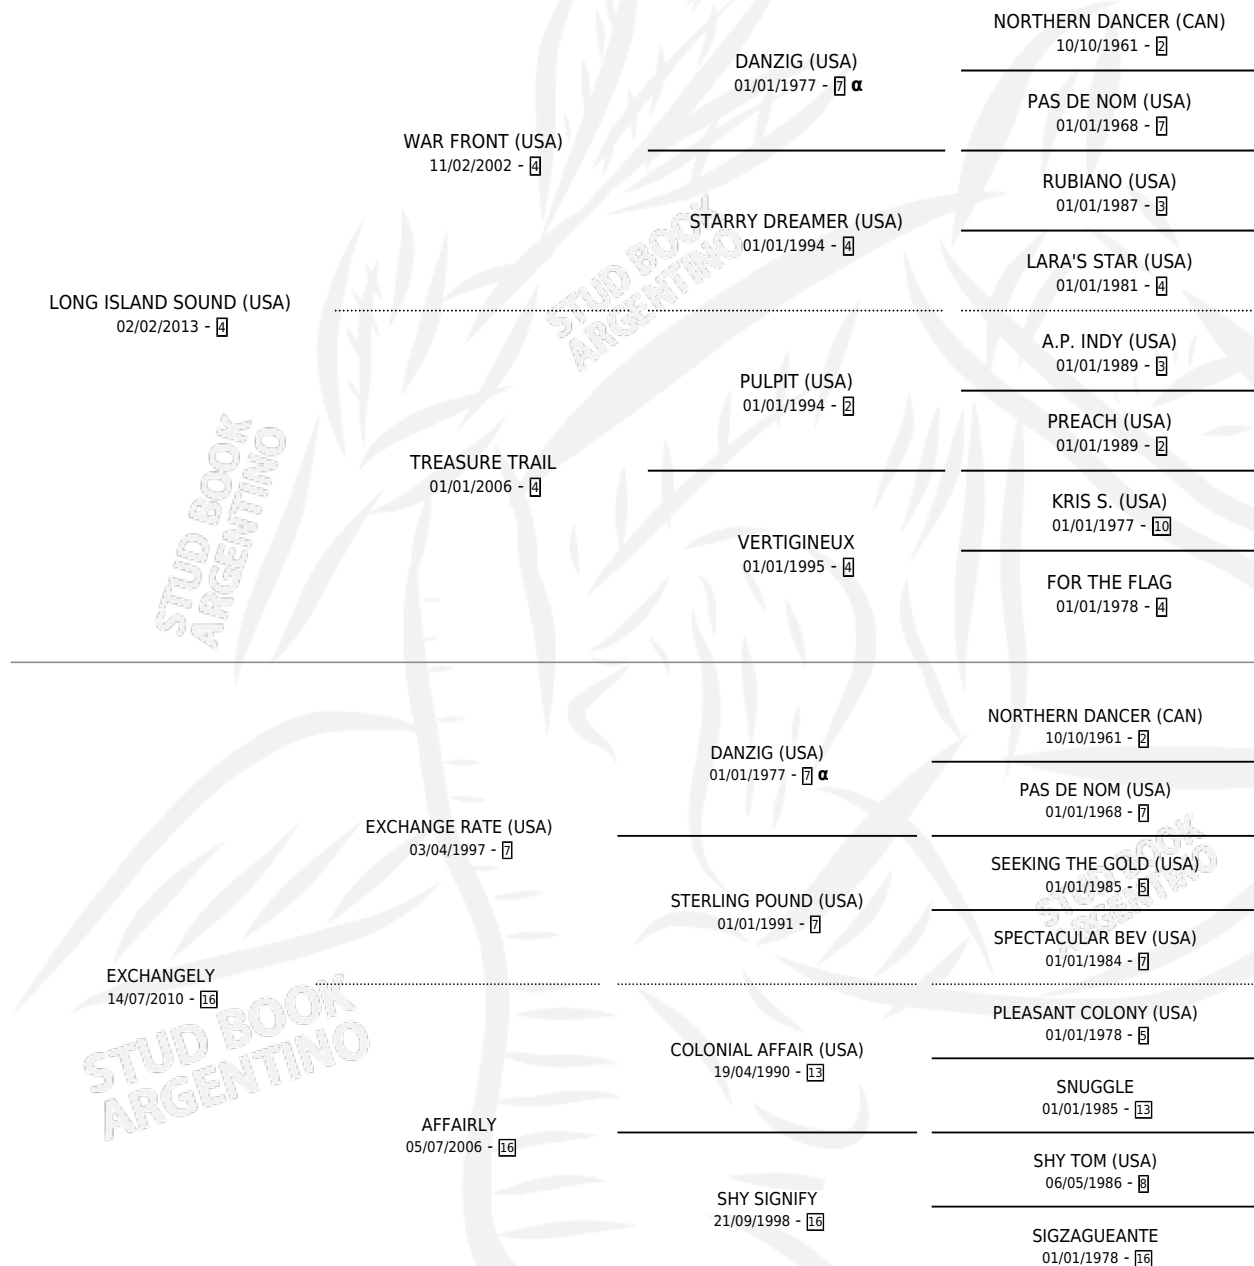 NORTHERN DANCER (CAN)
10/10/1961 - 2
DANZIG (USA)
01/01/1977 - 7 α
PAS DE NOM (USA)
01/01/1968 - 7
WAR FRONT (USA)
11/02/2002 - 4
RUBIANO (USA)
01/01/1987 - 3
STARRY DREAMER (USA)
01/01/1994 - 4
LARA'S STAR (USA)
01/01/1981 - 4
LONG ISLAND SOUND (USA)
02/02/2013 - 4
A.P. INDY (USA)
01/01/1989 - 3
PULPIT (USA)
01/01/1994 - 2
PREACH (USA)
01/01/1989 - 2
TREASURE TRAIL
01/01/2006 - 4
KRIS S. (USA)
01/01/1977 - 10
VERTIGINEUX
01/01/1995 - 4
FOR THE FLAG
01/01/1978 - 4
NORTHERN DANCER (CAN)
10/10/1961 - 2
DANZIG (USA)
01/01/1977 - 7 α
PAS DE NOM (USA)
01/01/1968 - 7
EXCHANGE RATE (USA)
03/04/1997 - 7
SEEKING THE GOLD (USA)
01/01/1985 - 5
STERLING POUND (USA)
01/01/1991 - 7
SPECTACULAR BEV (USA)
01/01/1984 - 7
EXCHANGELY
14/07/2010 - 16
PLEASANT COLONY (USA)
01/01/1978 - 5
COLONIAL AFFAIR (USA)
19/04/1990 - 13
SNUGGLE
01/01/1985 - 13
AFFAIRLY
05/07/2006 - 16
SHY TOM (USA)
06/05/1986 - 8
SHY SIGNIFY
21/09/1998 - 16
SIGZAGUEANTE
01/01/1978 - 16
STUD BOOK
ARGENTINO
STUD BOOK
ARGENTINO
STUD BOOK
ARGENTINO
STUD BOOK
ARGENTINO